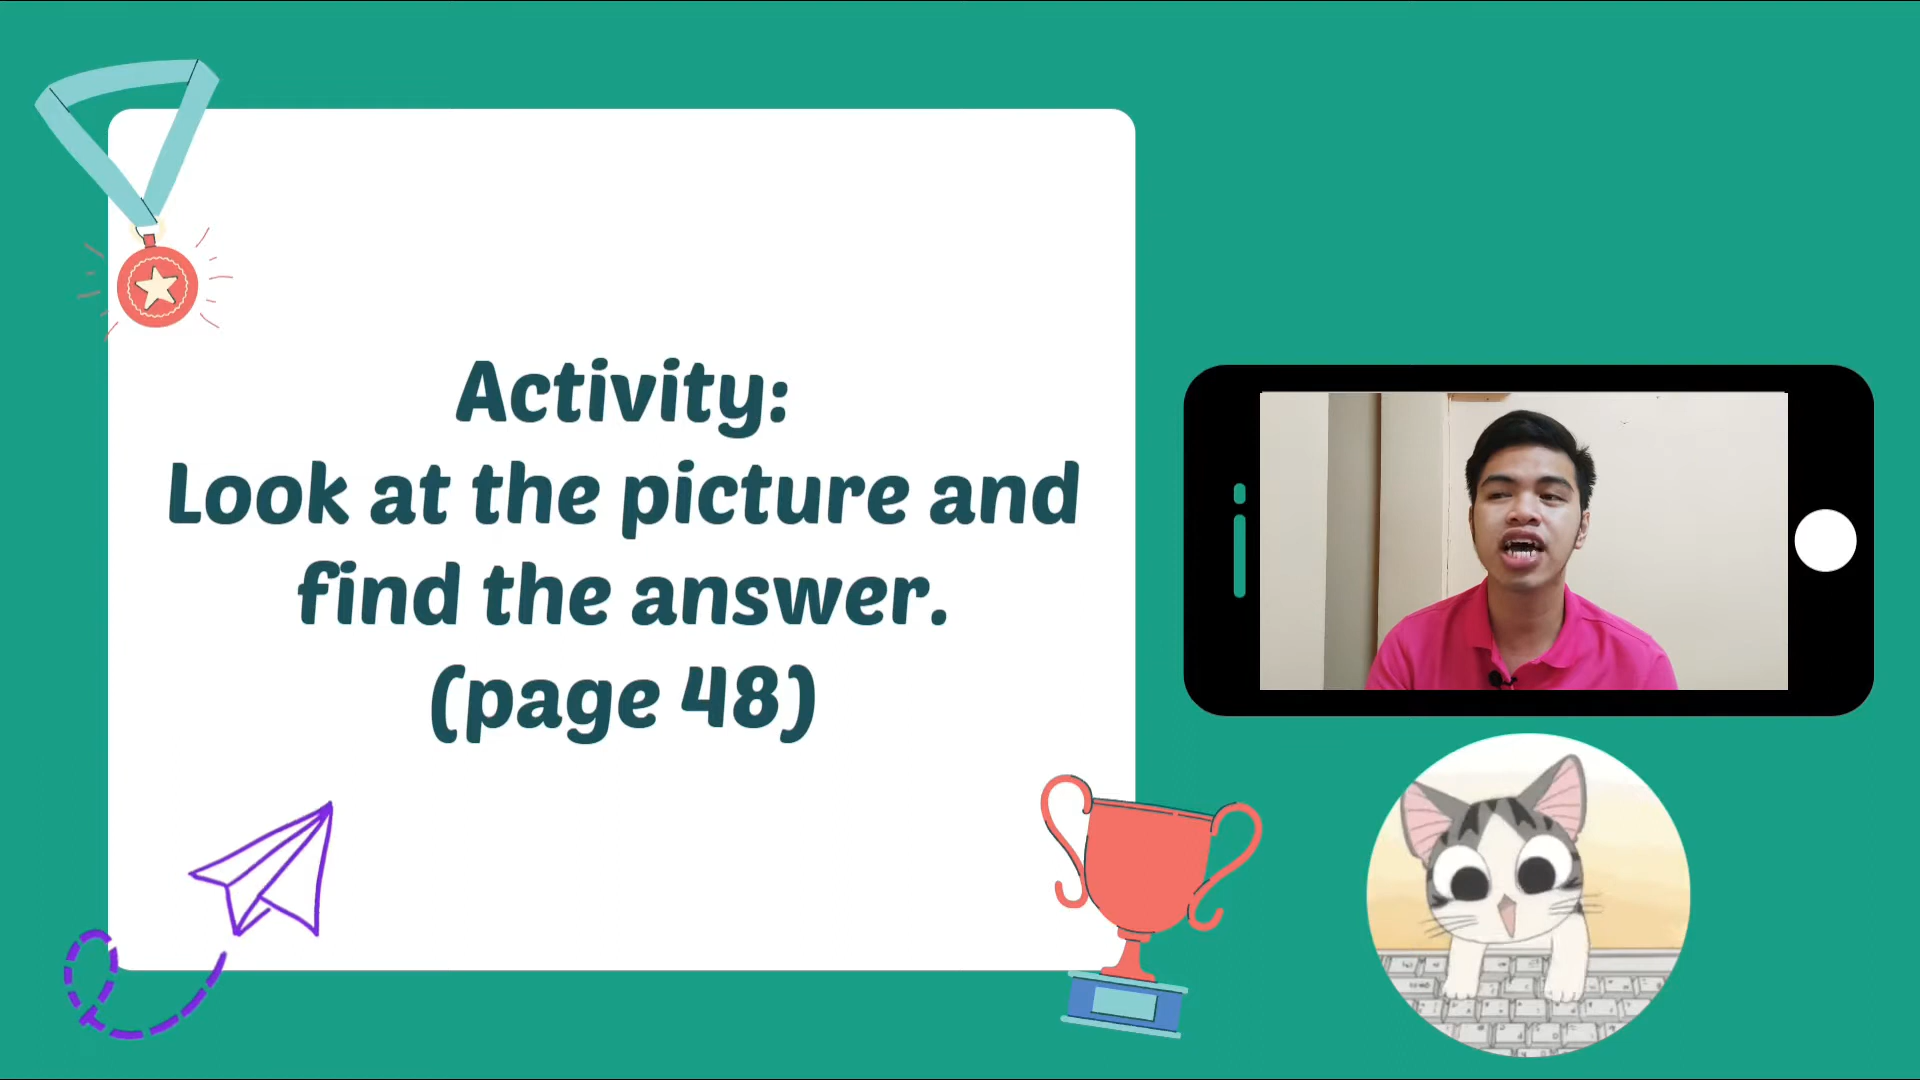 Activity:
Look at the picture and
find the answer.
(page 48)